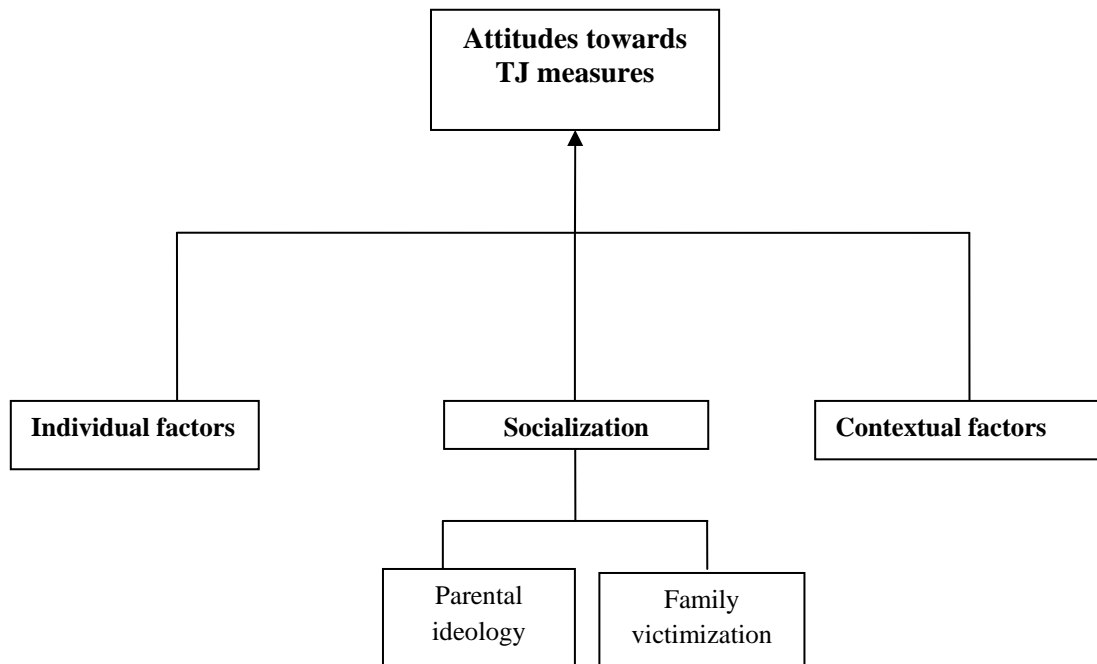 Attitudes towards
TJ measures
Individual factors
Socialization
Contextual factors
Parental
ideology
Family
victimization